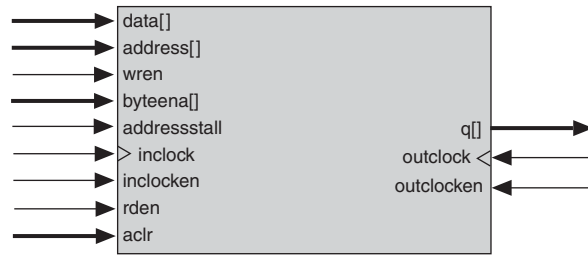 data[]
address[]
wren
byteena[]
addressstall
inclock
inclocken
rden
aclr
q[]
outclock
outclocken